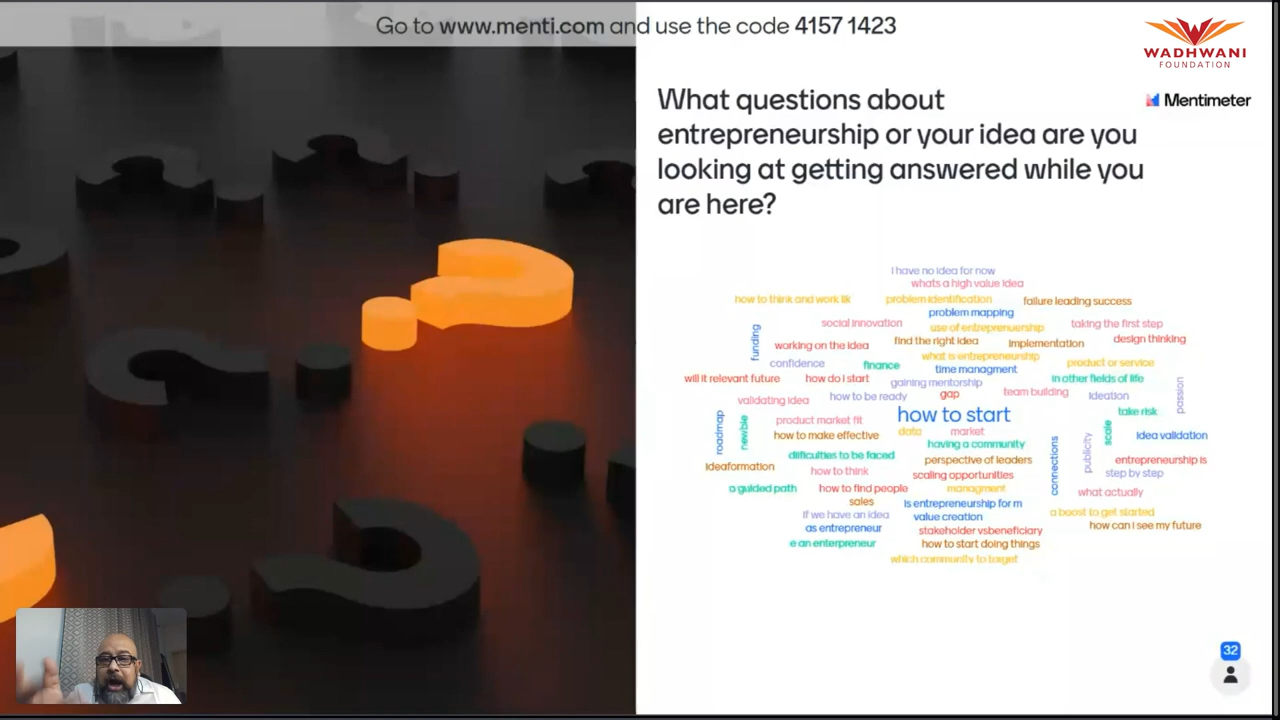 Go to www.menti.com and use the code 4157 1423
WADHWANI
FOUNDATION
Mentimeter
What questions about
entrepreneurship or your idea are you
looking at getting answered while you
are here?
i have no idea for now
whats a high value idea
how to think and work lik
problem identification
failure leading success
problem mapping
social innovation
use of entreprenuership
taking the first step
funding
working on the idea
find the right idea
implementation
design thinking
what is entrepreneurship
confidence
finance
time managment
product or service
will it relevant future
how do i start
gaining mentorship
in other fields of life
validating idea
how to be ready
gap
team building
ideation
passion
how to start
take risk
roadmap
newbie
product market fit
data
market
scale
how to make effective
having a community
connections
publicity
idea validation
difficulties to be faced
perspective of leaders
entrepreneurship is
ideaformation
how to think
scaling opportunities
step by step
a guided path
how to find people
managment
what actually
sales
is entrepreneurship for m
if we have an idea
value creation
a boost to get started
as entrepreneur
stakeholder vsbeneficiary
how can i see my future
e an enterpreneur
how to start doing things
which community to target
32